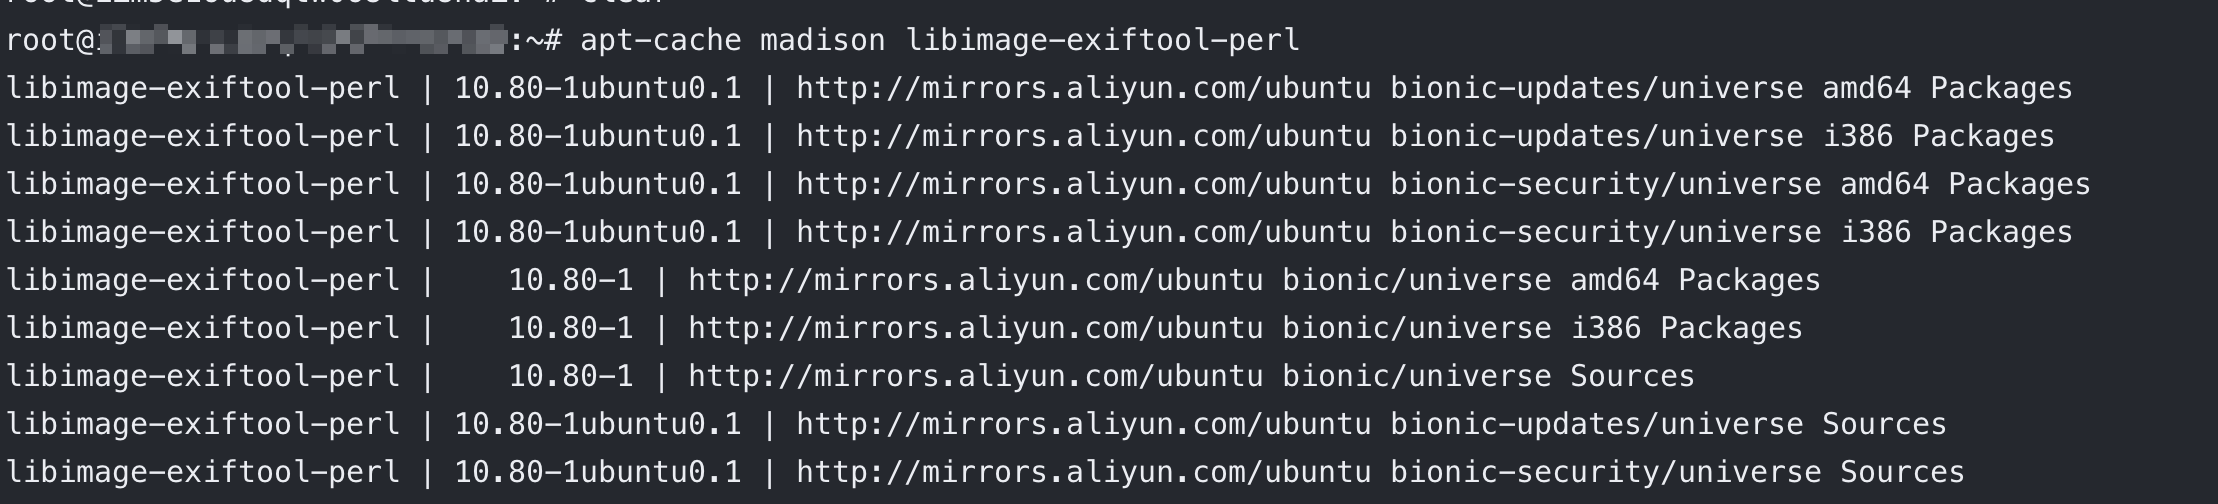 root@:~# apt-cache madison libimage-exiftool-perl
libimage-exiftool-perl | 10.80-1ubuntu0.1 | http://mirrors.aliyun.com/ubuntu bionic-updates/universe amd64 Packages
libimage-exiftool-perl | 10.80-1ubuntu0.1 | http://mirrors.aliyun.com/ubuntu bionic-updates/universe i386 Packages
libimage-exiftool-perl | 10.80-1ubuntu0.1 | http://mirrors.aliyun.com/ubuntu bionic-security/universe amd64 Packages
libimage-exiftool-perl | 10.80-1ubuntu0.1 | http://mirrors.aliyun.com/ubuntu bionic-security/universe i386 Packages
libimage-exiftool-perl |    10.80-1 | http://mirrors.aliyun.com/ubuntu bionic/universe amd64 Packages
libimage-exiftool-perl |    10.80-1 | http://mirrors.aliyun.com/ubuntu bionic/universe i386 Packages
libimage-exiftool-perl |    10.80-1 | http://mirrors.aliyun.com/ubuntu bionic/universe Sources
libimage-exiftool-perl | 10.80-1ubuntu0.1 | http://mirrors.aliyun.com/ubuntu bionic-updates/universe Sources
libimage-exiftool-perl | 10.80-1ubuntu0.1 | http://mirrors.aliyun.com/ubuntu bionic-security/universe Sources